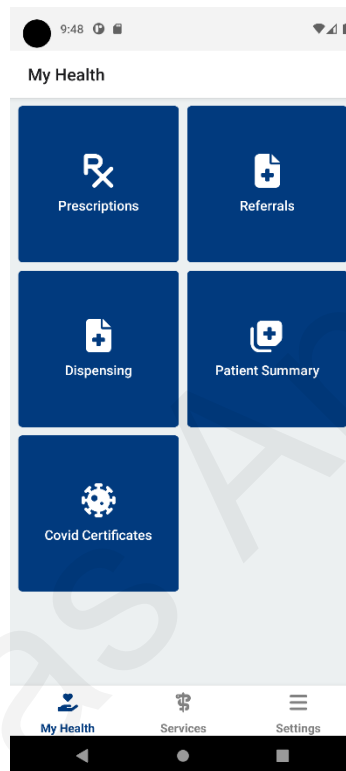 9:48
My Health
Prescriptions
Referrals
Dispensing
Patient Summary
Covid Certificates
My Health
Services
Settings